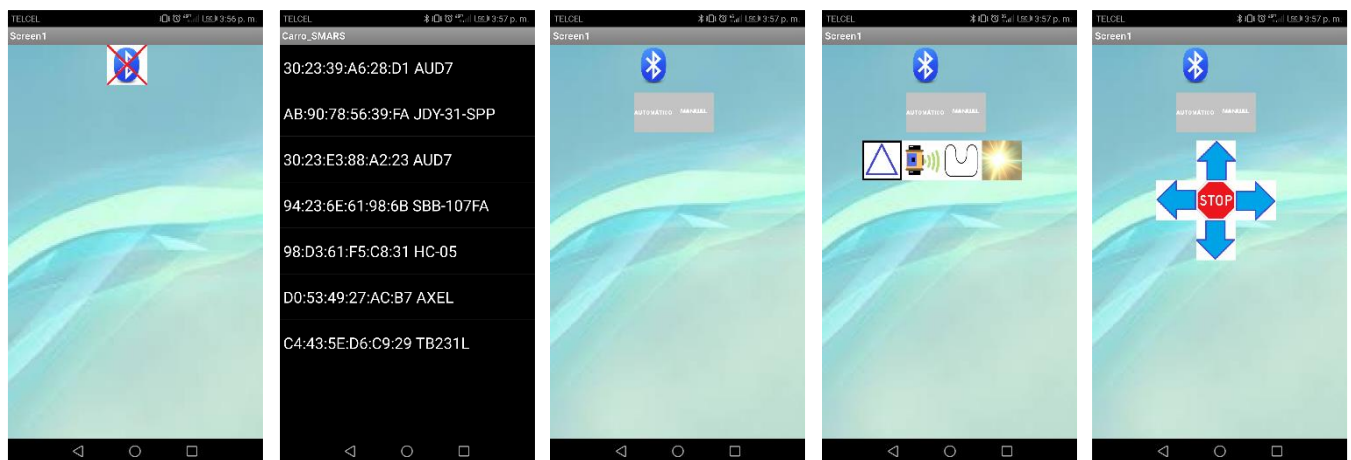 TELCEL 3:56 p. m.
Screen1
TELCEL 3:57 p. m.
Carro_SMARS
30:23:39:A6:28:D1 AUD7
AB:90:78:56:39:FA JDY-31-SPP
30:23:E3:88:A2:23 AUD7
94:23:6E:61:98:6B SBB-107FA
98:D3:61:F5:C8:31 HC-05
D0:53:49:27:AC:B7 AXEL
C4:43:5E:D6:C9:29 TB231L
TELCEL 3:57 p. m.
Screen1
AUTOMÁTICO MANUAL
TELCEL 3:57 p. m.
Screen1
AUTOMÁTICO MANUAL
TELCEL 3:57 p. m.
Screen1
AUTOMÁTICO MANUAL
STOP